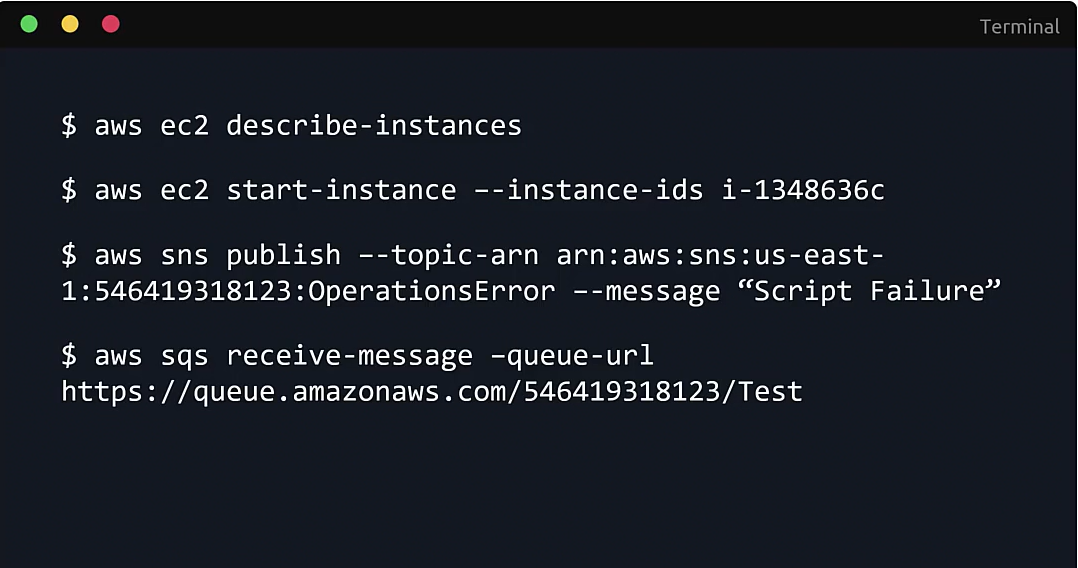 Terminal
$ aws ec2 describe-instances
$ aws ec2 start-instance –-instance-ids i-1348636c
$ aws sns publish –-topic-arn arn:aws:sns:us-east-
1:546419318123:OperationsError –-message “Script Failure”
$ aws sqs receive-message –queue-url
https://queue.amazonaws.com/546419318123/Test